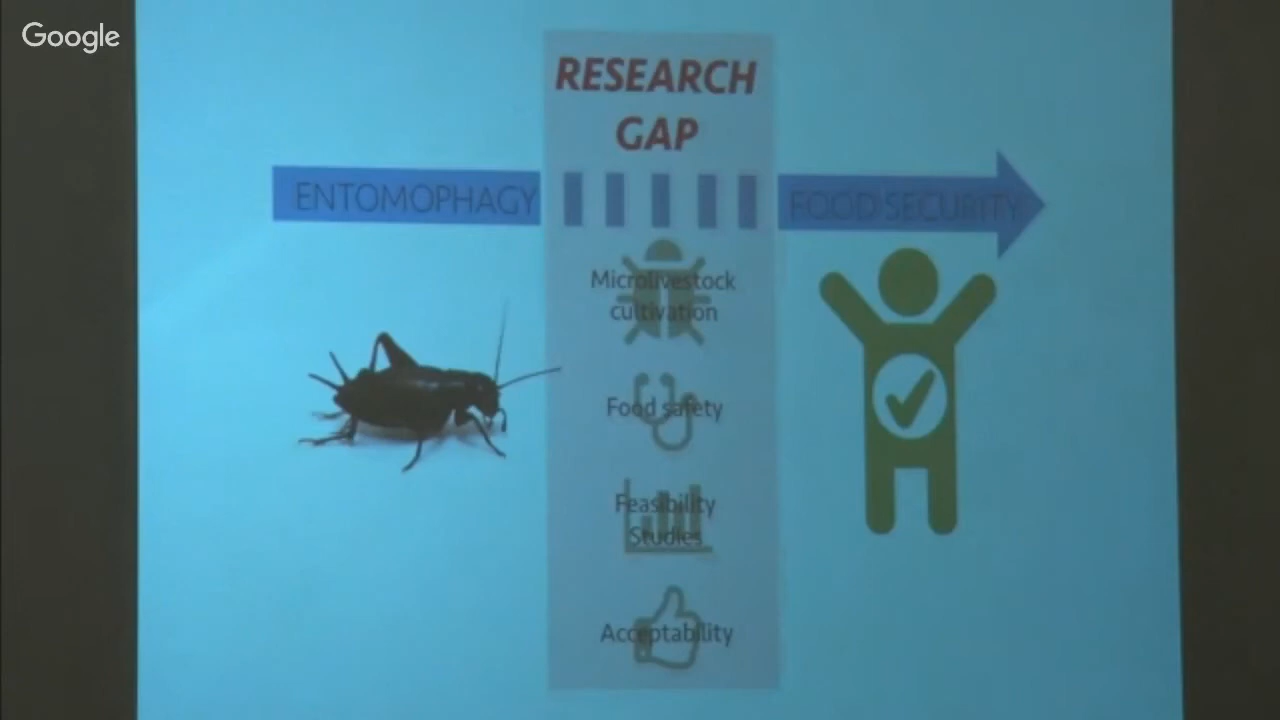 Google
RESEARCH
GAP
ENTOMOPHAGY
FOOD SECURITY
Microlivestock
cultivation
Food safety
Feasibility
Studies
Acceptability